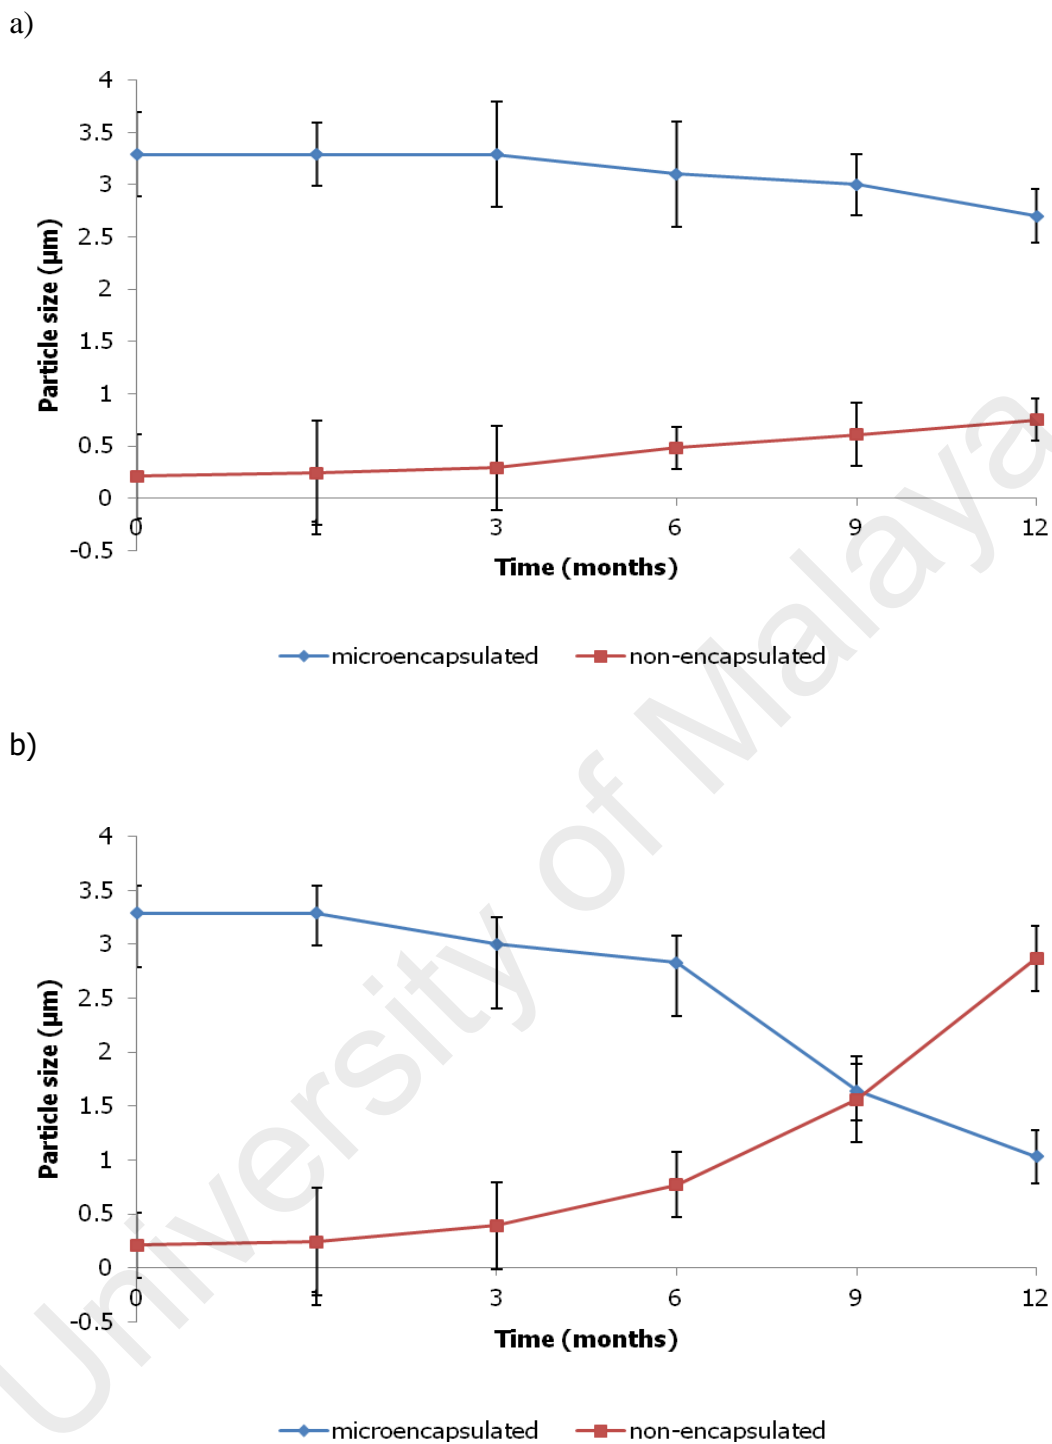 a)
4
3.5
3
2.5
2
1.5
1
0.5
0
-0.5
Particle size (µm)
0 1 3 6 9 12
Time (months)
microencapsulated non-encapsulated
b)
4
3.5
3
2.5
2
1.5
1
0.5
0
-0.5
Particle size (µm)
0 1 3 6 9 12
Time (months)
microencapsulated non-encapsulated
University of Malaya